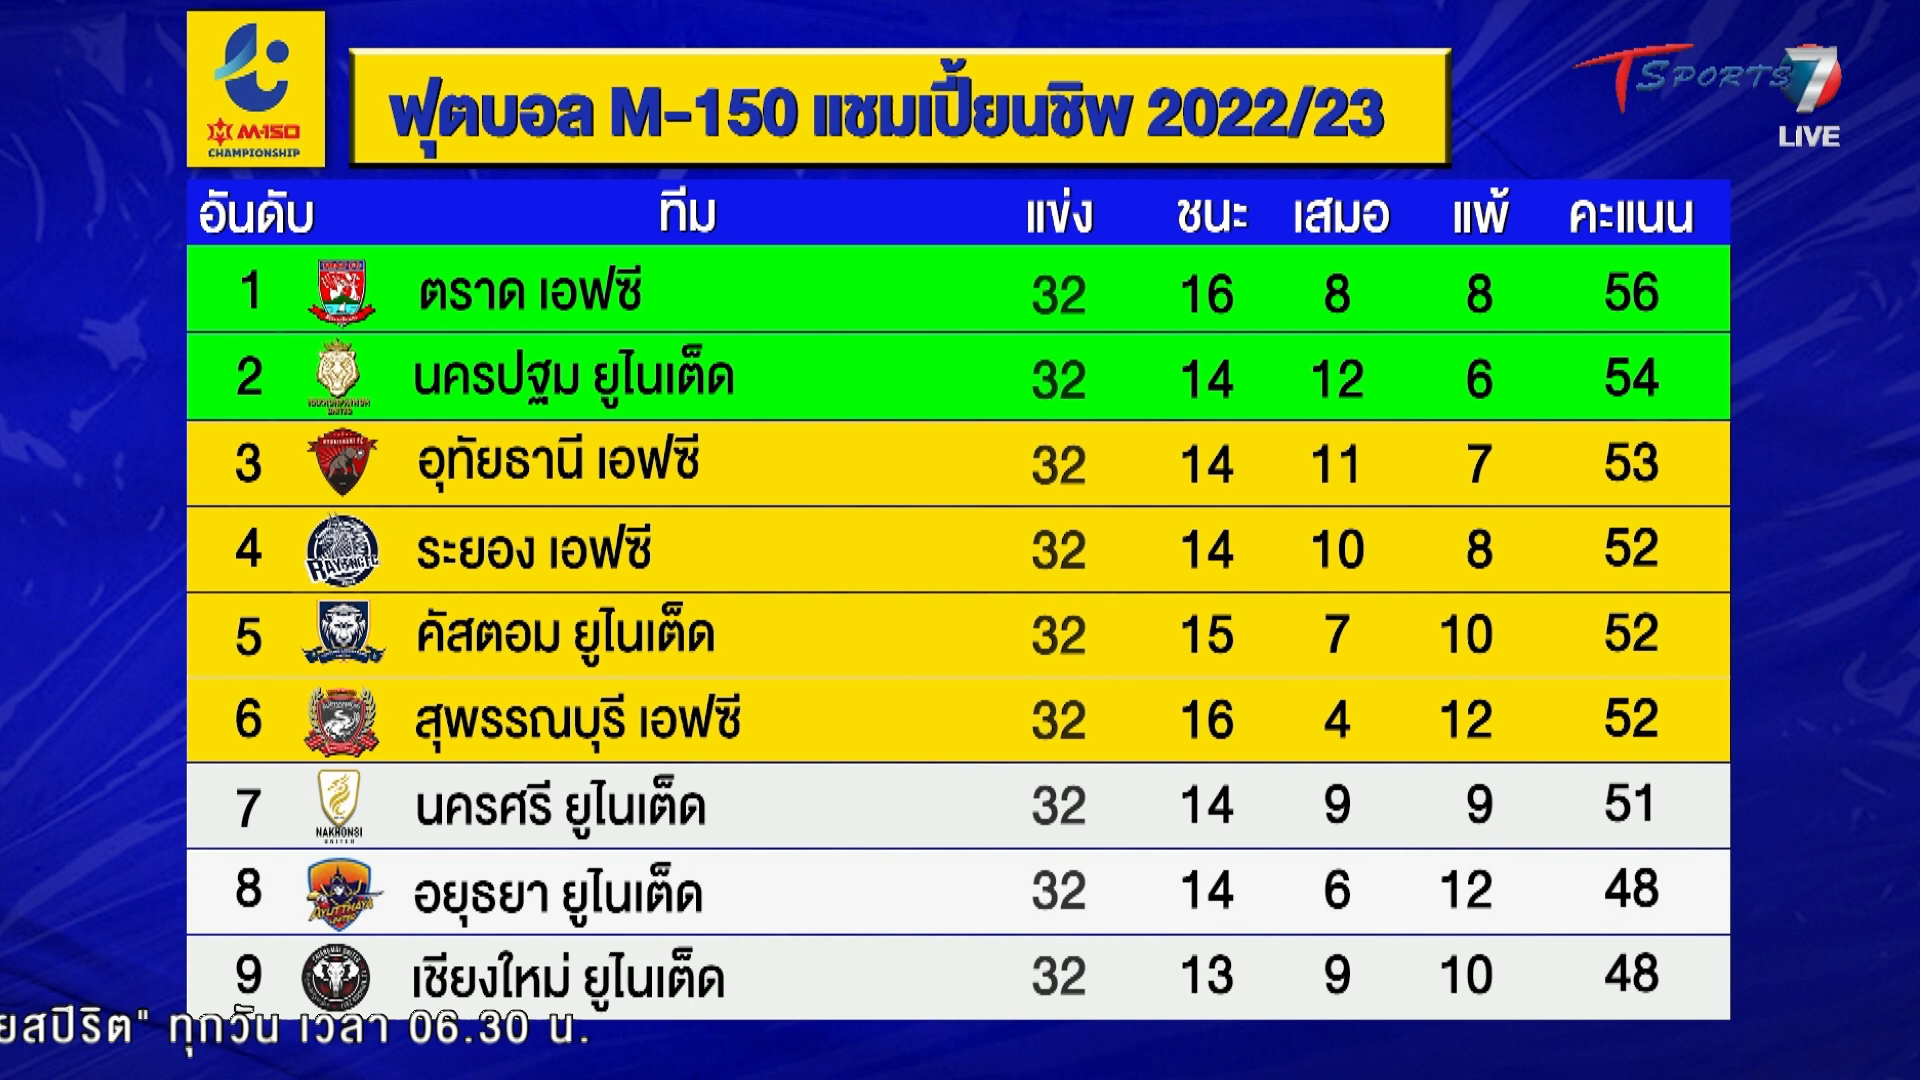 M-150
CHAMPIONSHIP
ฟุตบอล M-150 แชมเปี้ยนชิพ 2022/23
TSPORTS 7
LIVE
อันดับ ทีม แข่ง ชนะ เสมอ แพ้ คะแนน
1 ตราด เอฟซี 32 16 8 8 56
2 นครปฐม ยูไนเต็ด 32 14 12 6 54
3 อุทัยธานี เอฟซี 32 14 11 7 53
4 ระยอง เอฟซี 32 14 10 8 52
5 คัสตอม ยูไนเต็ด 32 15 7 10 52
6 สุพรรณบุรี เอฟซี 32 16 4 12 52
7 นครศรี ยูไนเต็ด 32 14 9 9 51
8 อยุธยา ยูไนเต็ด 32 14 6 12 48
9 เชียงใหม่ ยูไนเต็ด 32 13 9 10 48
ยสปิริต" ทุกวัน เวลา 06.30 น.